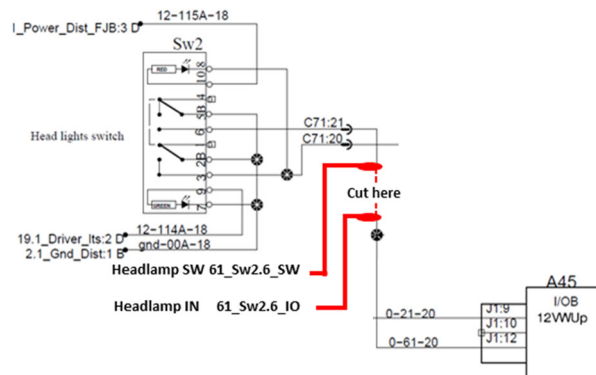 12-115A-18
I_Power_Dist_FJB:3 D
Sw2
RED
8
10
4
5B
6
1
2B
3
9
7
GREEN
Head lights switch
C71:21
C71:20
Cut here
12-114A-18
19.1_Driver_lts:2 D
gnd-00A-18
2.1_Gnd_Dist:1 B
Headlamp SW 61_Sw2.6_SW
Headlamp IN 61_Sw2.6_IO
A45
I/OB
12VWUp
0-21-20
J1:9
J1:10
J1:12
0-61-20